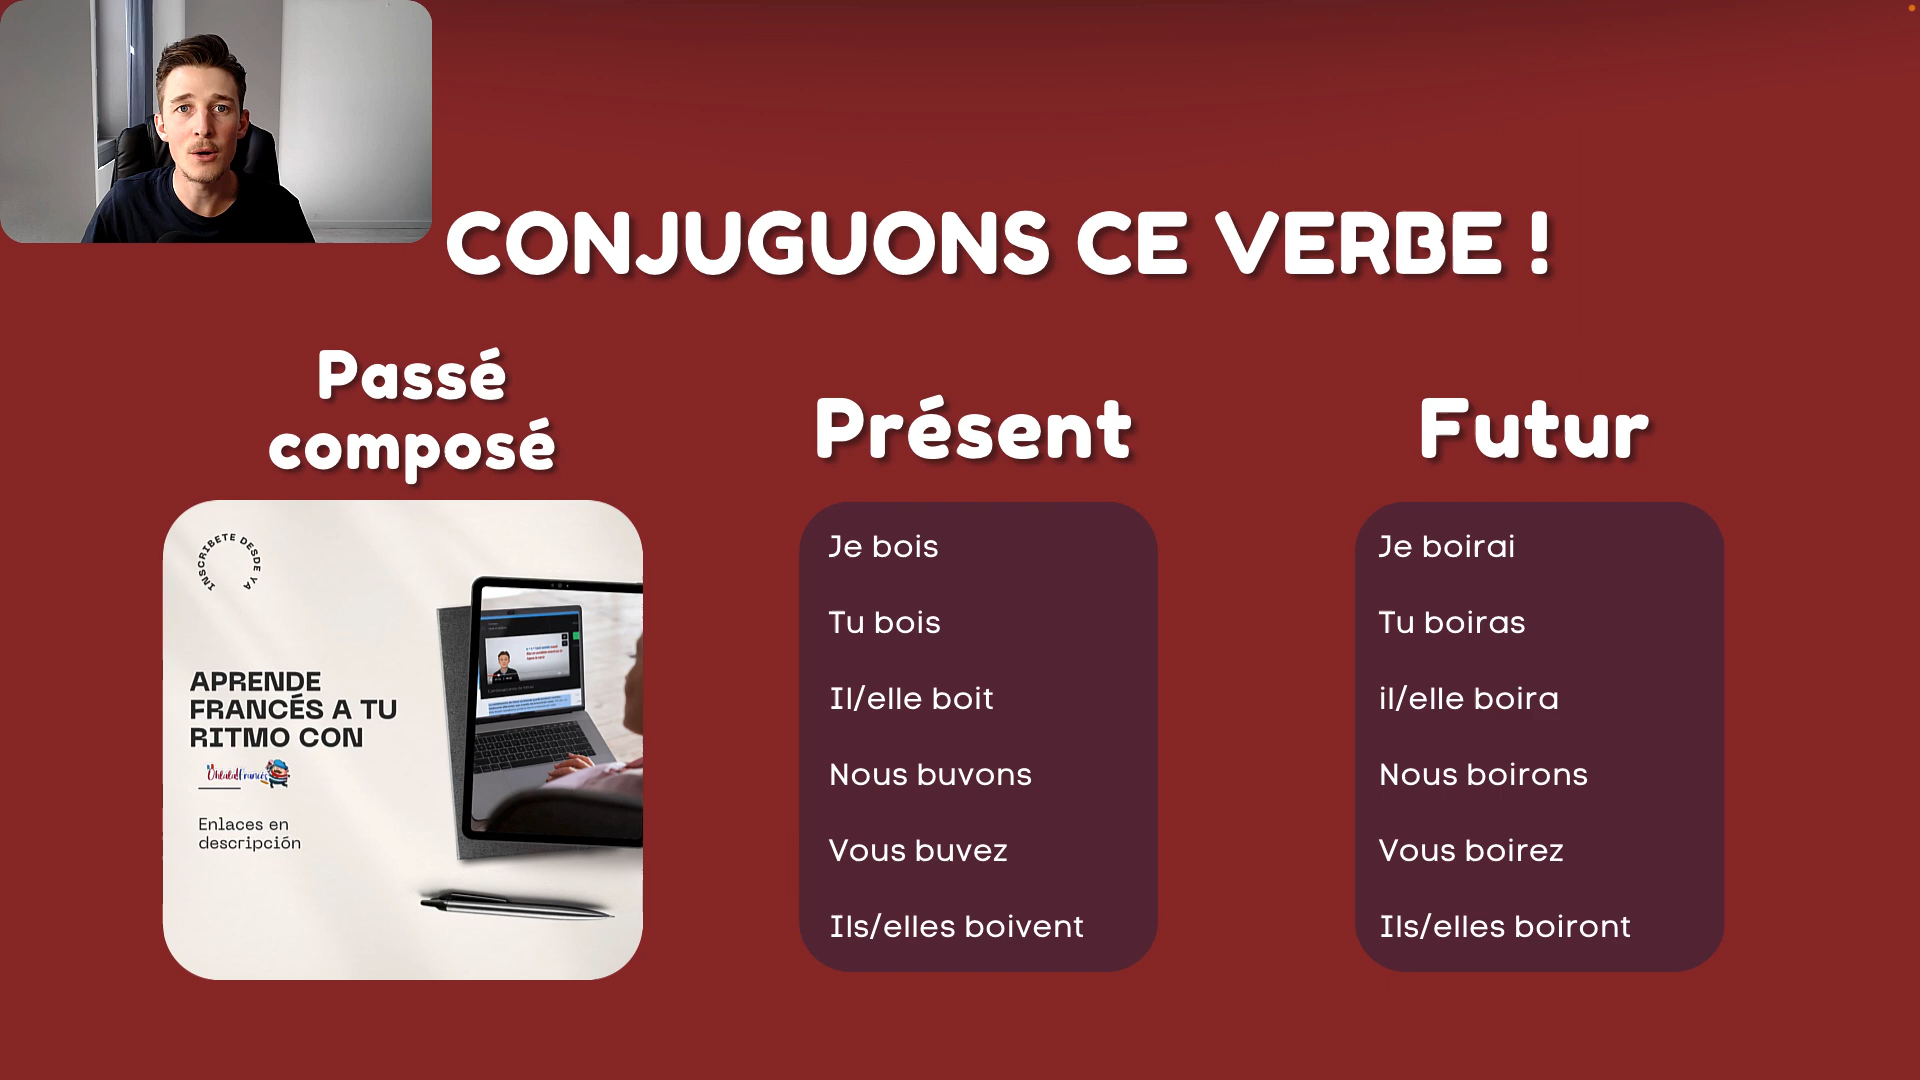 CONJUGUONS CE VERBE !
Passé
composé
INSCRIBETE DESDE YA
APRENDE
FRANCÉS A TU
RITMO CON
Ohlalá!Francés
Enlaces en
descripción
Présent
Je bois
Tu bois
Il/elle boit
Nous buvons
Vous buvez
Ils/elles boivent
Futur
Je boirai
Tu boiras
il/elle boira
Nous boirons
Vous boirez
Ils/elles boiront